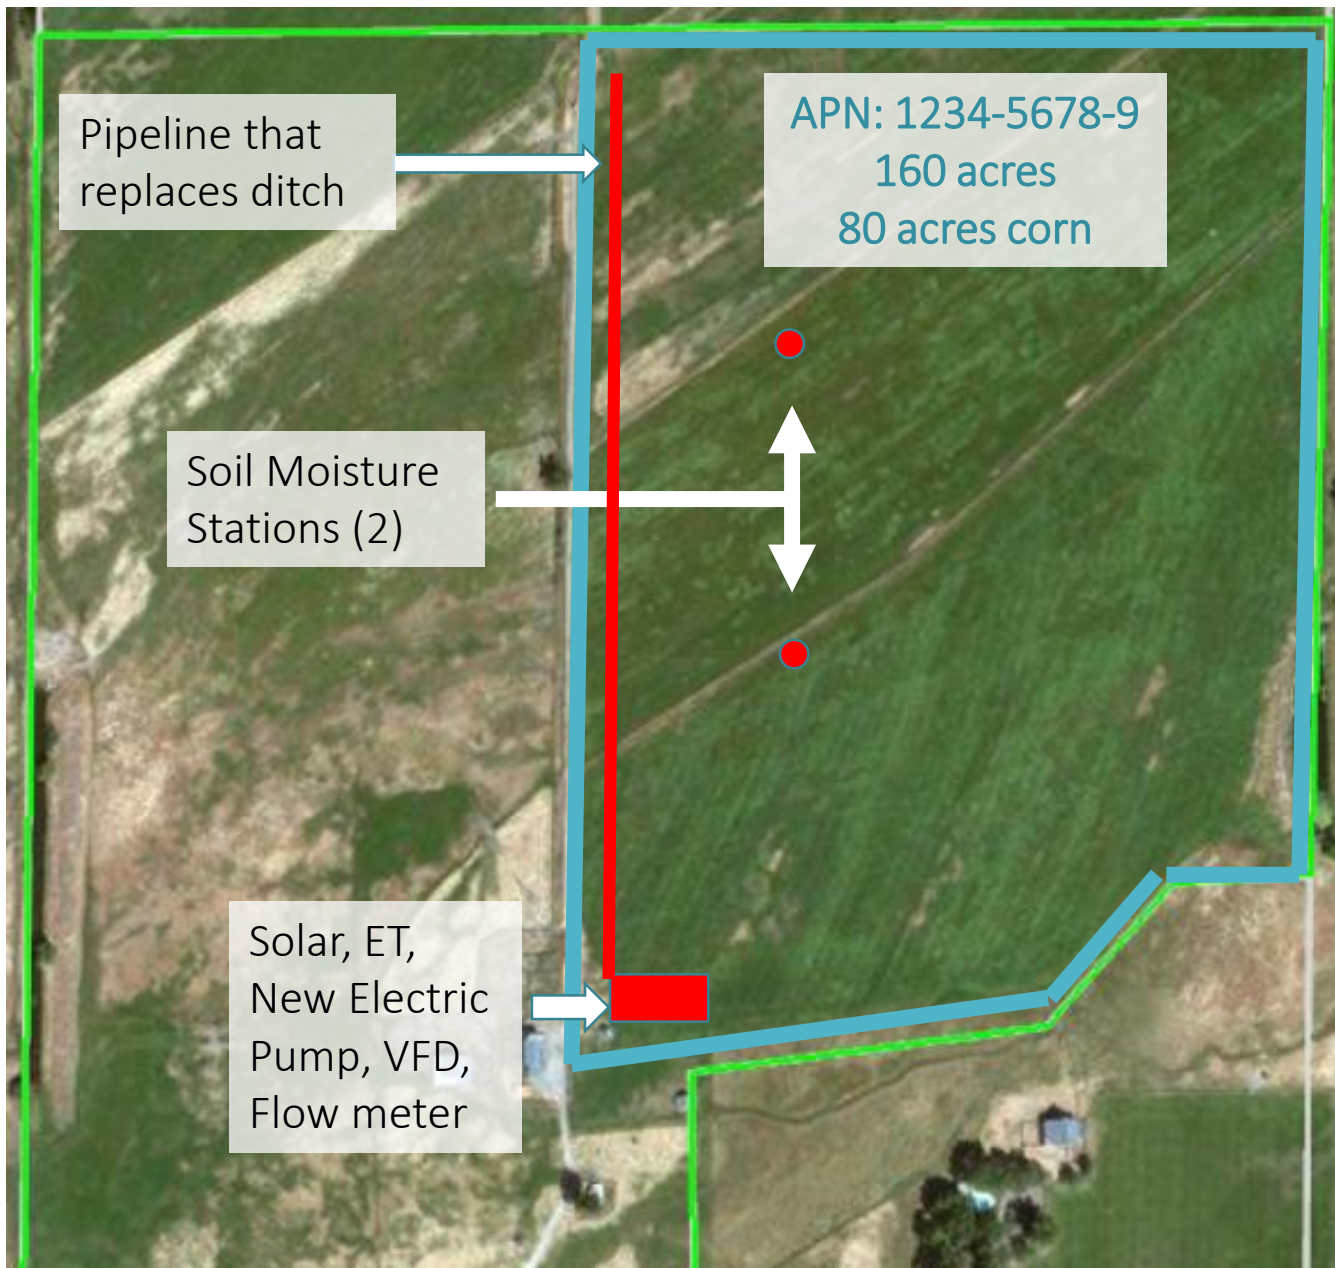 Pipeline that
replaces ditch
APN: 1234-5678-9
160 acres
80 acres corn
Soil Moisture
Stations (2)
Solar, ET,
New Electric
Pump, VFD,
Flow meter